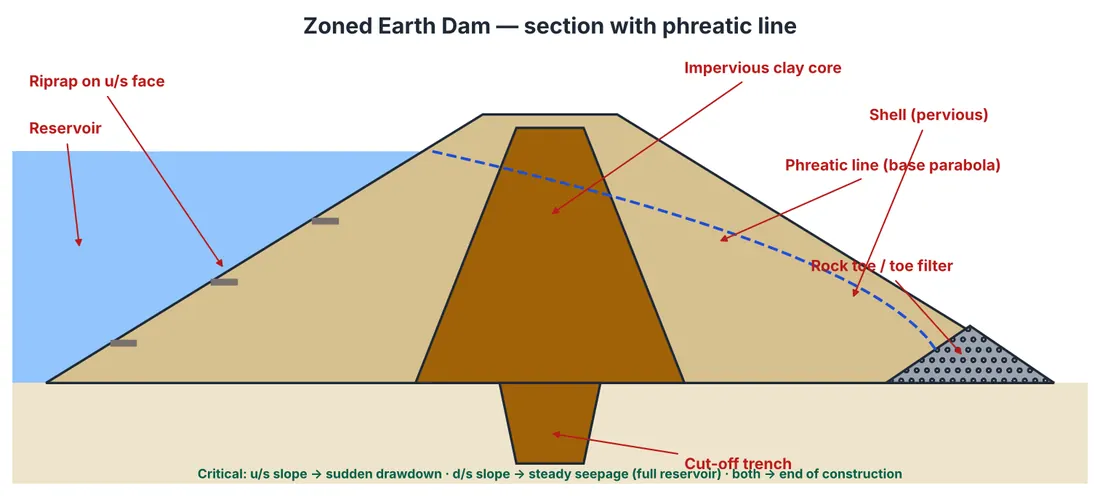 Zoned Earth Dam — section with phreatic line
Impervious clay core
Riprap on u/s face
Shell (pervious)
Reservoir
Phreatic line (base parabola)
Rock toe / toe filter
Cut-off trench
Critical: u/s slope → sudden drawdown · d/s slope → steady seepage (full reservoir) · both → end of construction